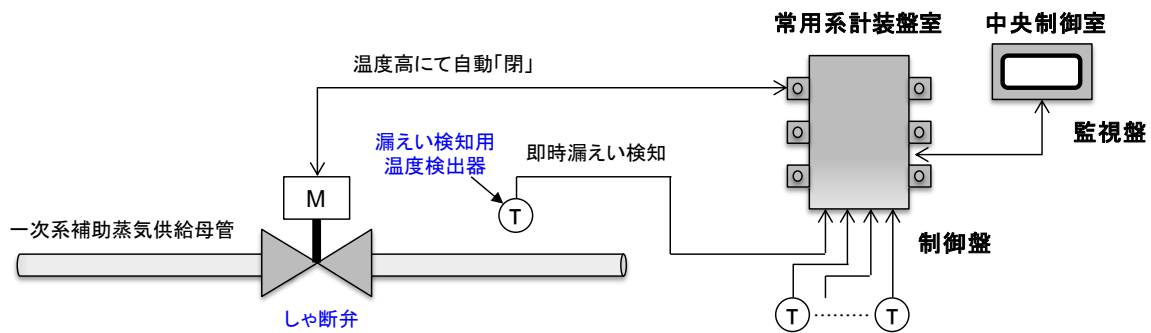 常用系計装盤室
中央制御室
温度高にて自動「閉」
監視盤
漏えい検知用
温度検出器
即時漏えい検知
M
T
一次系補助蒸気供給母管
制御盤
しゃ断弁
T
T